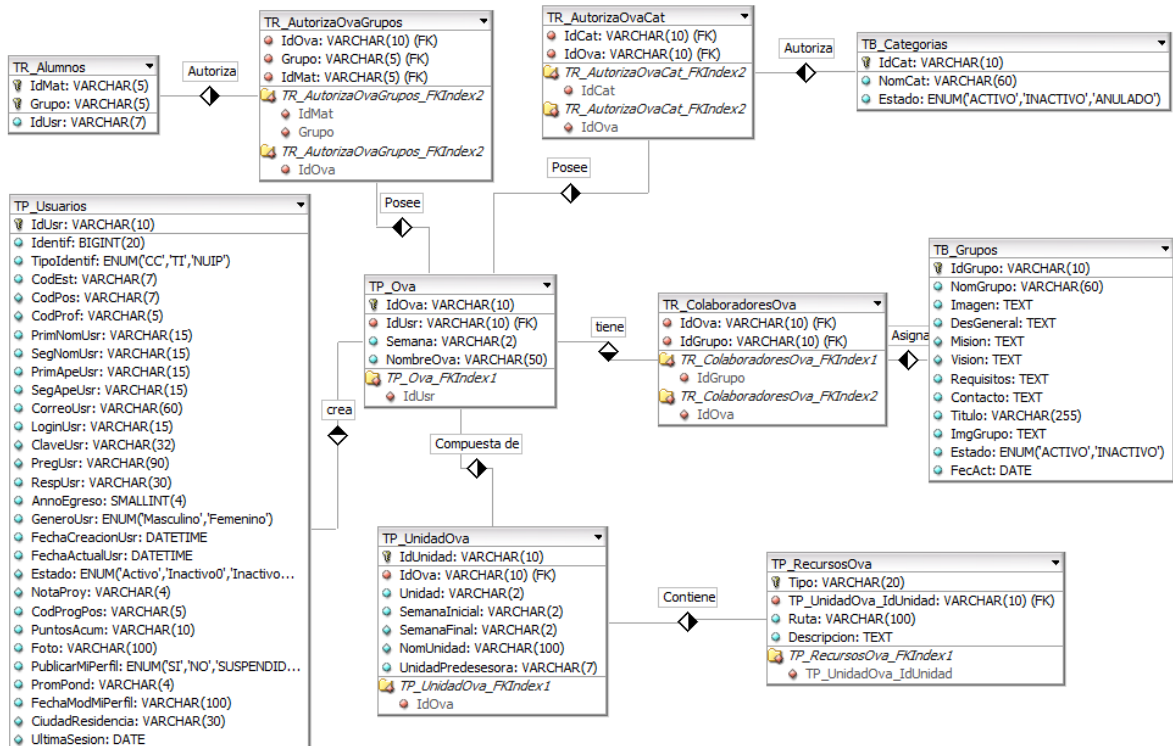 TR_Alumnos
IdMat: VARCHAR(5)
Grupo: VARCHAR(5)
IdUsr: VARCHAR(7)
Autoriza
TR_AutorizaOvaGrupos
IdOva: VARCHAR(10) (FK)
Grupo: VARCHAR(5) (FK)
IdMat: VARCHAR(5) (FK)
TR_AutorizaOvaGrupos_FKIndex2
IdMat
Grupo
TR_AutorizaOvaGrupos_FKIndex2
IdOva
TR_AutorizaOvaCat
IdCat: VARCHAR(10) (FK)
IdOva: VARCHAR(10) (FK)
TR_AutorizaOvaCat_FKIndex2
IdCat
TR_AutorizaOvaCat_FKIndex2
IdOva
Autoriza
TB_Categorias
IdCat: VARCHAR(10)
NomCat: VARCHAR(60)
Estado: ENUM('ACTIVO','INACTIVO','ANULADO')
Posee
Posee
TP_Usuarios
IdUsr: VARCHAR(10)
Identif: BIGINT(20)
TipoIdentif: ENUM('CC','TI','NUIP')
CodEst: VARCHAR(7)
CodPos: VARCHAR(7)
CodProf: VARCHAR(5)
PrimNomUsr: VARCHAR(15)
SegNomUsr: VARCHAR(15)
PrimApeUsr: VARCHAR(15)
SegApeUsr: VARCHAR(15)
CorreoUsr: VARCHAR(60)
LoginUsr: VARCHAR(15)
ClaveUsr: VARCHAR(32)
PregUsr: VARCHAR(90)
RespUsr: VARCHAR(30)
AnnoEgreso: SMALLINT(4)
GeneroUsr: ENUM('Masculino','Femenino')
FechaCreacionUsr: DATETIME
FechaActualUsr: DATETIME
Estado: ENUM('Activo','Inactivo0','Inactivo...
NotaProy: VARCHAR(4)
CodProgPos: VARCHAR(5)
PuntosAcum: VARCHAR(10)
Foto: VARCHAR(100)
PublicarMiPerfil: ENUM('SI','NO','SUSPENDID...
PromPond: VARCHAR(4)
FechaModMiPerfil: VARCHAR(100)
CiudadResidencia: VARCHAR(30)
UltimaSesion: DATE
crea
TP_Ova
IdOva: VARCHAR(10)
IdUsr: VARCHAR(10) (FK)
Semana: VARCHAR(2)
NombreOva: VARCHAR(50)
TP_Ova_FKIndex1
IdUsr
tiene
TR_ColaboradoresOva
IdOva: VARCHAR(10) (FK)
IdGrupo: VARCHAR(10) (FK)
TR_ColaboradoresOva_FKIndex1
IdGrupo
TR_ColaboradoresOva_FKIndex2
IdOva
Asigna
TB_Grupos
IdGrupo: VARCHAR(10)
NomGrupo: VARCHAR(60)
Imagen: TEXT
DesGeneral: TEXT
Mision: TEXT
Vision: TEXT
Requisitos: TEXT
Contacto: TEXT
Titulo: VARCHAR(255)
ImgGrupo: TEXT
Estado: ENUM('ACTIVO','INACTIVO')
FecAct: DATE
Compuesta de
TP_UnidadOva
IdUnidad: VARCHAR(10)
IdOva: VARCHAR(10) (FK)
Unidad: VARCHAR(2)
SemanaInicial: VARCHAR(2)
SemanaFinal: VARCHAR(2)
NomUnidad: VARCHAR(100)
UnidadPredesesora: VARCHAR(7)
TP_UnidadOva_FKIndex1
IdOva
Contiene
TP_RecursosOva
Tipo: VARCHAR(20)
TP_UnidadOva_IdUnidad: VARCHAR(10) (FK)
Ruta: VARCHAR(100)
Descripcion: TEXT
TP_RecursosOva_FKIndex1
TP_UnidadOva_IdUnidad